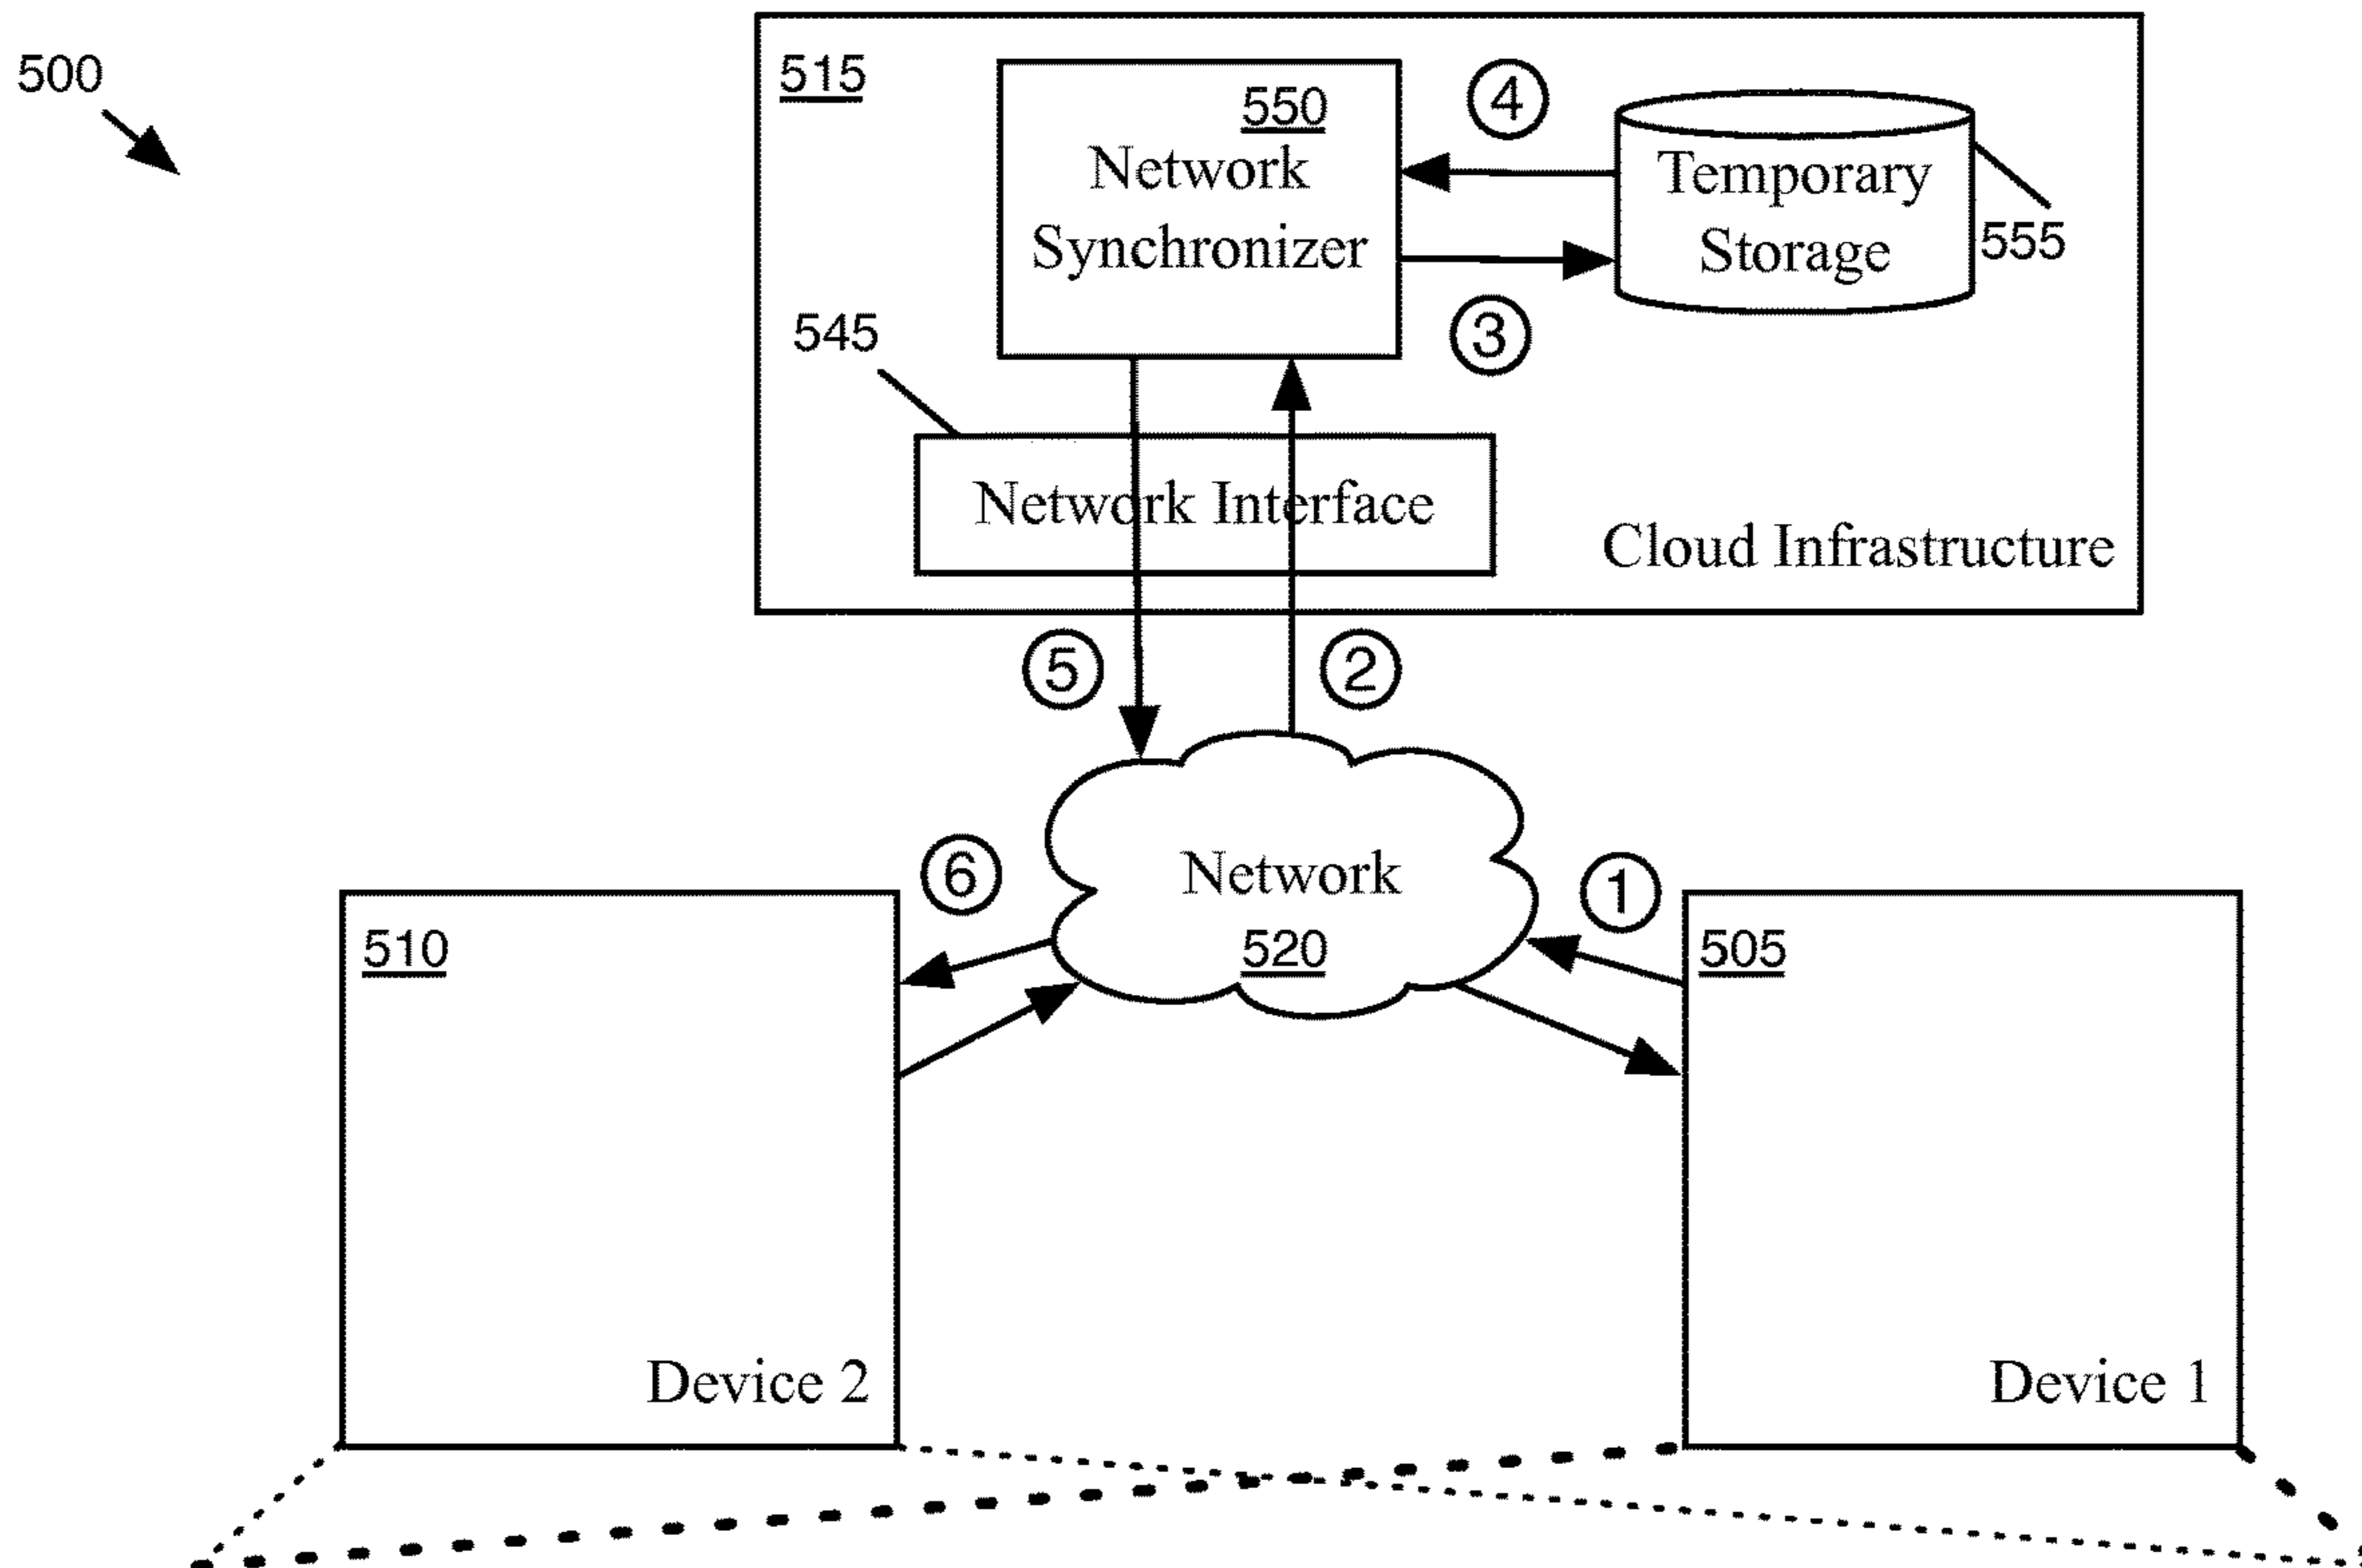 500
515
550
Network
Synchronizer
4
Temporary
Storage
555
3
545
Network Interface
Cloud Infrastructure
5
2
6
Network
520
1
510
505
Device 2
Device 1